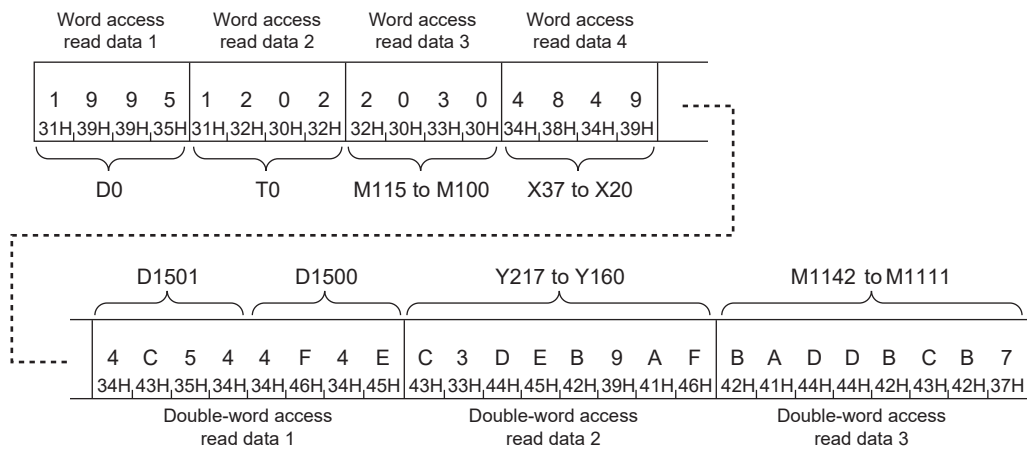 Word access Word access Word access Word access
read data 1 read data 2 read data 3 read data 4
1 9 9 5 1 2 0 2 2 0 3 0 4 8 4 9
31H 39H 39H 35H 31H 32H 30H 32H 32H 30H 33H 30H 34H 38H 34H 39H
D0 T0 M115 to M100 X37 to X20
D1501 D1500 Y217 to Y160 M1142 to M1111
4 C 5 4 4 F 4 E C 3 D E B 9 A F B A D D B C B 7
34H 43H 35H 34H 34H 46H 34H 45H 43H 33H 44H 45H 42H 39H 41H 46H 42H 41H 44H 44H 42H 43H 42H 37H
Double-word access Double-word access Double-word access
read data 1 read data 2 read data 3